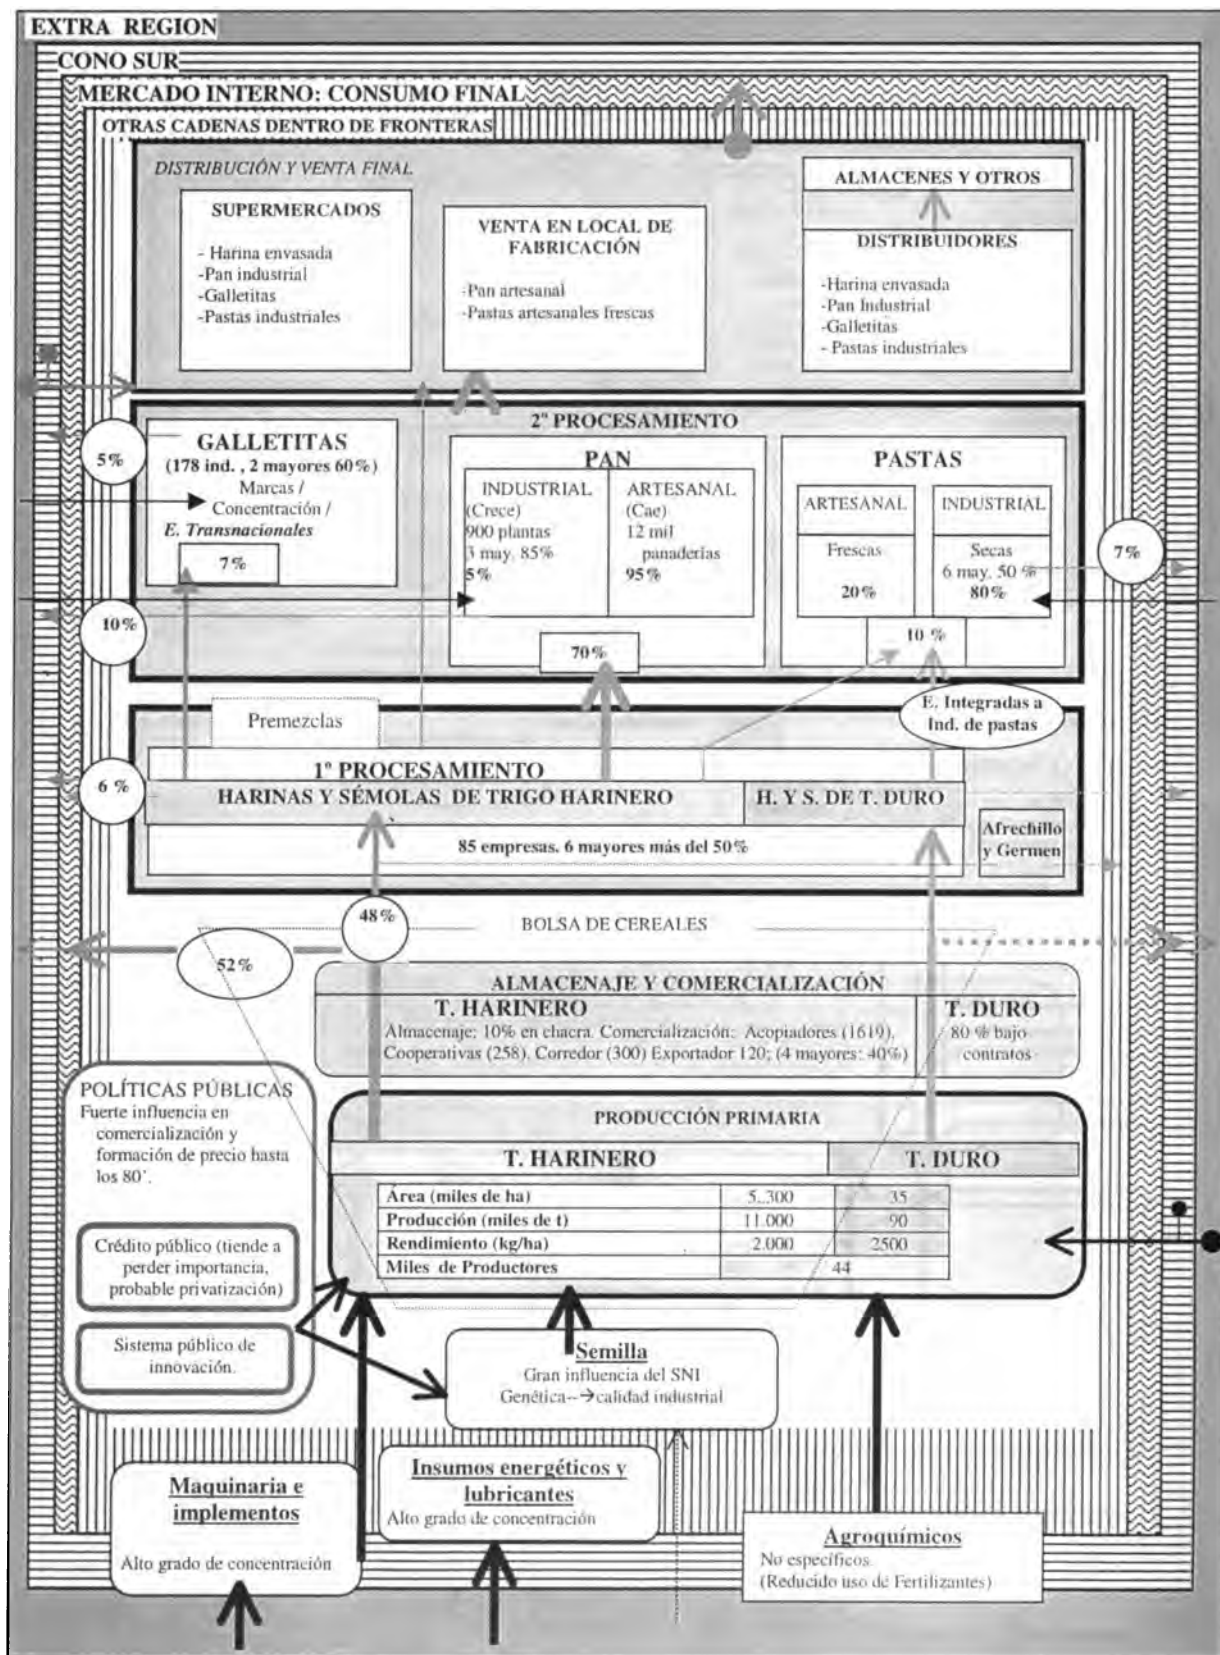 EXTRA REGION
CONO SUR
MERCADO INTERNO: CONSUMO FINAL
OTRAS CADENAS DENTRO DE FRONTERAS
DISTRIBUCIÓN Y VENTA FINAL
SUPERMERCADOS
- Harina envasada
-Pan industrial
-Galletitas
-Pastas industriales
VENTA EN LOCAL DE
FABRICACIÓN
-Pan artesanal
-Pastas artesanales frescas
ALMACENES Y OTROS
DISTRIBUIDORES
-Harina envasada
-Pan Industrial
-Galletitas
- Pastas industriales
2º PROCESAMIENTO
GALLETITAS
(178 ind. , 2 mayores 60%)
Marcas /
Concentración /
E. Transnacionales
7%
5%
PAN
INDUSTRIAL
(Crece)
900 plantas
3 may. 85%
5%
ARTESANAL
(Cae)
12 mil
panaderías
95%
70%
PASTAS
ARTESANAL
Frescas
20%
INDUSTRIAL
Secas
6 may. 50 %
80%
10 %
7%
10%
E. Integradas a
Ind. de pastas
Premezclas
1º PROCESAMIENTO
HARINAS Y SÉMOLAS DE TRIGO HARINERO
H. Y S. DE T. DURO
85 empresas. 6 mayores más del 50%
Afrechillo
y Germen
6 %
48%
52%
BOLSA DE CEREALES
ALMACENAJE Y COMERCIALIZACIÓN
T. HARINERO
Almacenaje; 10% en chacra. Comercialización: Acopiadores (1619),
Cooperativas (258), Corredor (300) Exportador 120; (4 mayores: 40%)
T. DURO
80 % bajo
contratos
POLÍTICAS PÚBLICAS
Fuerte influencia en
comercialización y
formación de precio hasta
los 80`.
Crédito público (tiende a
perder importancia,
probable privatización)
Sistema público de
innovación.
PRODUCCIÓN PRIMARIA
T. HARINERO
T. DURO
Área (miles de ha) 5..300 35
Producción (miles de t) 11.000 90
Rendimiento (kg/ha) 2.000 2500
Miles de Productores 44
Semilla
Gran influencia del SNI
Genética--→calidad industrial
Maquinaria e
implementos
Alto grado de concentración
Insumos energéticos y
lubricantes
Alto grado de concentración
Agroquímicos
No específicos.
(Reducido uso de Fertilizantes)